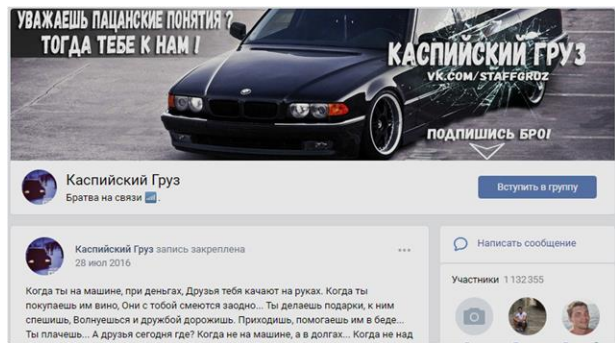 УВАЖАЕШЬ ПАЦАНСКИЕ ПОНЯТИЯ ?
ТОГДА ТЕБЕ К НАМ !
КАСПИЙСКИЙ ГРУЗ
VK.COM/STAFFGRUZ
ПОДПИШИСЬ БРО!
Каспийский Груз
Братва на связи
Вступить в группу
Каспийский Груз запись закреплена
28 июл 2016
Когда ты на машине, при деньгах, Друзья тебя качают на руках. Когда ты
покупаешь им вино, Они с тобой смеются заодно... Ты делаешь подарки, к ним
спешишь, Волнуешься и дружбой дорожишь. Приходишь, помогаешь им в беде...
Ты плачешь... А друзья сегодня где? Когда не на машине, а в долгах... Когда не над
Написать сообщение
Участники 1 132 355